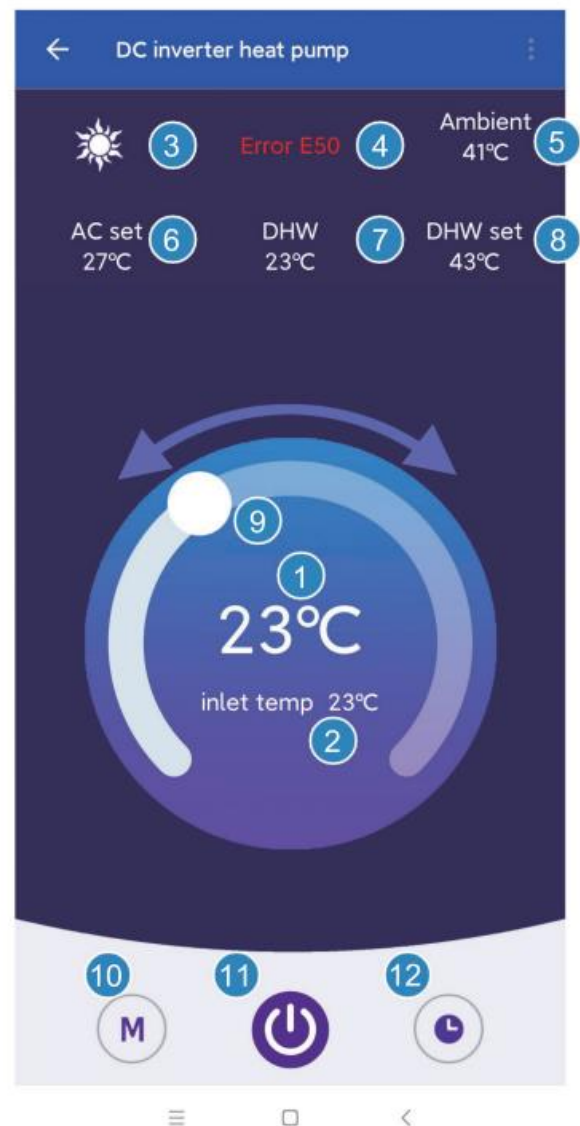 DC inverter heat pump
3
Error E50
4
Ambient
41℃
5
AC set
27℃
6
DHW
23℃
7
DHW set
43℃
8
9
1
23℃
inlet temp 23℃
2
10
11
12
M